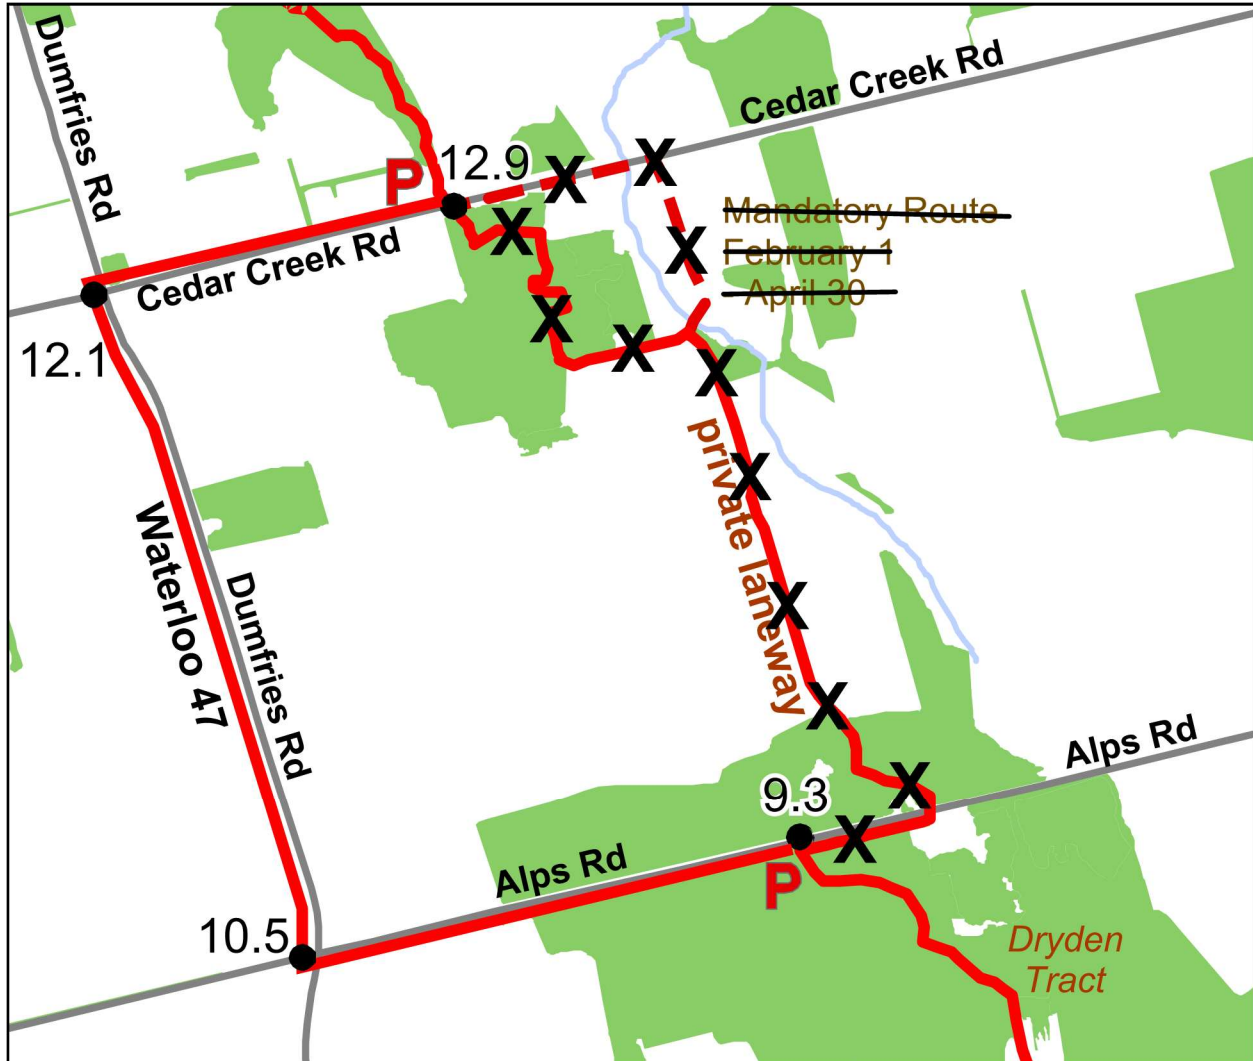 Dumfries Rd
Cedar Creek Rd
P
12.9
X
X
X
Mandatory Route
February 1
April 30
X
X
Cedar Creek Rd
12.1
X
X
X
private laneway
X
Waterloo 47
Dumfries Rd
X
X
Alps Rd
X
9.3
X
Alps Rd
P
10.5
Dryden
Tract